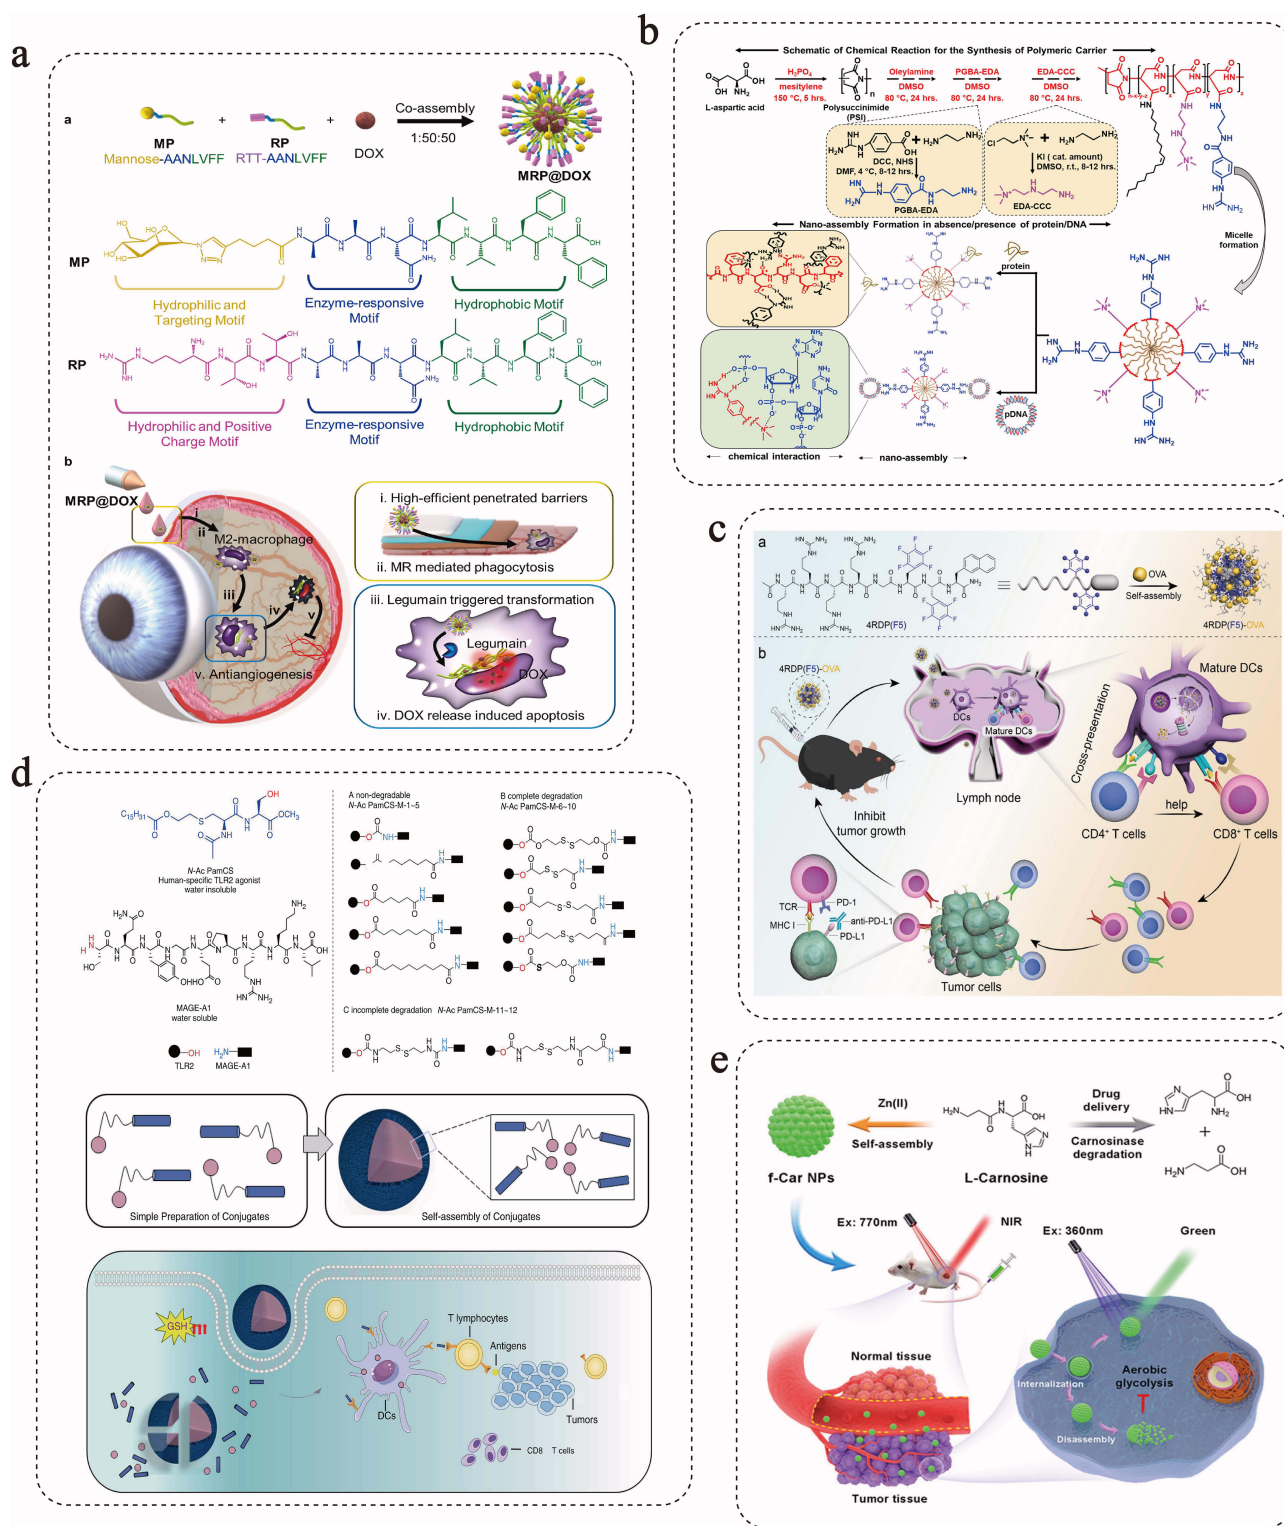 a
a
MP
Mannose-AANLVFF
+
RP
RTT-AANLVFF
+
DOX
Co-assembly
1:50:50
MRP@DOX
MP
Hydrophilic and
Targeting Motif
Enzyme-responsive
Motif
Hydrophobic Motif
RP
Hydrophilic and Positive
Charge Motif
Enzyme-responsive
Motif
Hydrophobic Motif
b
MRP@DOX
i
ii
M2-macrophage
iii
iv
v
v. Antiangiogenesis
i. High-efficient penetrated barriers
ii. MR mediated phagocytosis
iii. Legumain triggered transformation
Legumain
DOX
iv. DOX release induced apoptosis
b
Schematic of Chemical Reaction for the Synthesis of Polymeric Carrier
L-aspartic acid
H₃PO₄
mesitylene
150 °C, 5 hrs.
Polysuccinimide
(PSI)
Oleylamine
DMSO
80 °C, 24 hrs.
PGBA-EDA
DMSO
80 °C, 24 hrs.
EDA-CCC
DMSO
80 °C, 24 hrs.
DCC, NHS
DMF, 4 °C, 8-12 hrs.
PGBA-EDA
KI ( cat. amount)
DMSO, r.t., 8-12 hrs.
EDA-CCC
Micelle
formation
Nano-assembly Formation in absence/presence of protein/DNA
protein
pDNA
chemical interaction
nano-assembly
c
a
4RDP(F5)
OVA
Self-assembly
4RDP(F5)-OVA
b
4RDP(F5)-OVA
DCs
Mature DCs
Lymph node
Mature DCs
Cross-presentation
help
CD4⁺ T cells
CD8⁺ T cells
Inhibit
tumor growth
TCR
PD-1
MHC I
anti-PD-L1
PD-L1
Tumor cells
d
N-Ac PamCS
Human-specific TLR2 agonist
water insoluble
MAGE-A1
water soluble
TLR2
MAGE-A1
A non-degradable
N-Ac PamCS-M-1~5
B complete degradation
N-Ac PamCS-M-6~10
C incomplete degradation N-Ac PamCS-M-11~12
Simple Preparation of Conjugates
Self-assembly of Conjugates
GSH
T lymphocytes
Antigens
DCs
Tumors
CD8 T cells
e
f-Car NPs
Zn(II)
Self-assembly
L-Carnosine
Drug
delivery
Carnosinase
degradation
+
Ex: 770nm
NIR
Ex: 360nm
Green
Normal tissue
Tumor tissue
Internalization
Disassembly
Aerobic
glycolysis